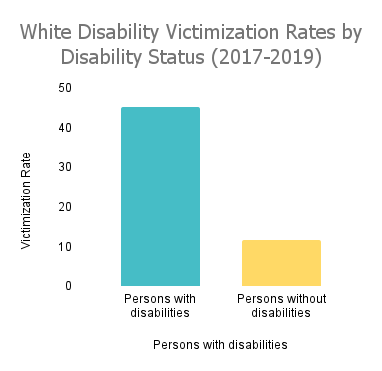 White Disability Victimization Rates by
Disability Status (2017-2019)
50
40
30
20
10
0
Victimization Rate
Persons with
disabilities
Persons without
disabilities
Persons with disabilities